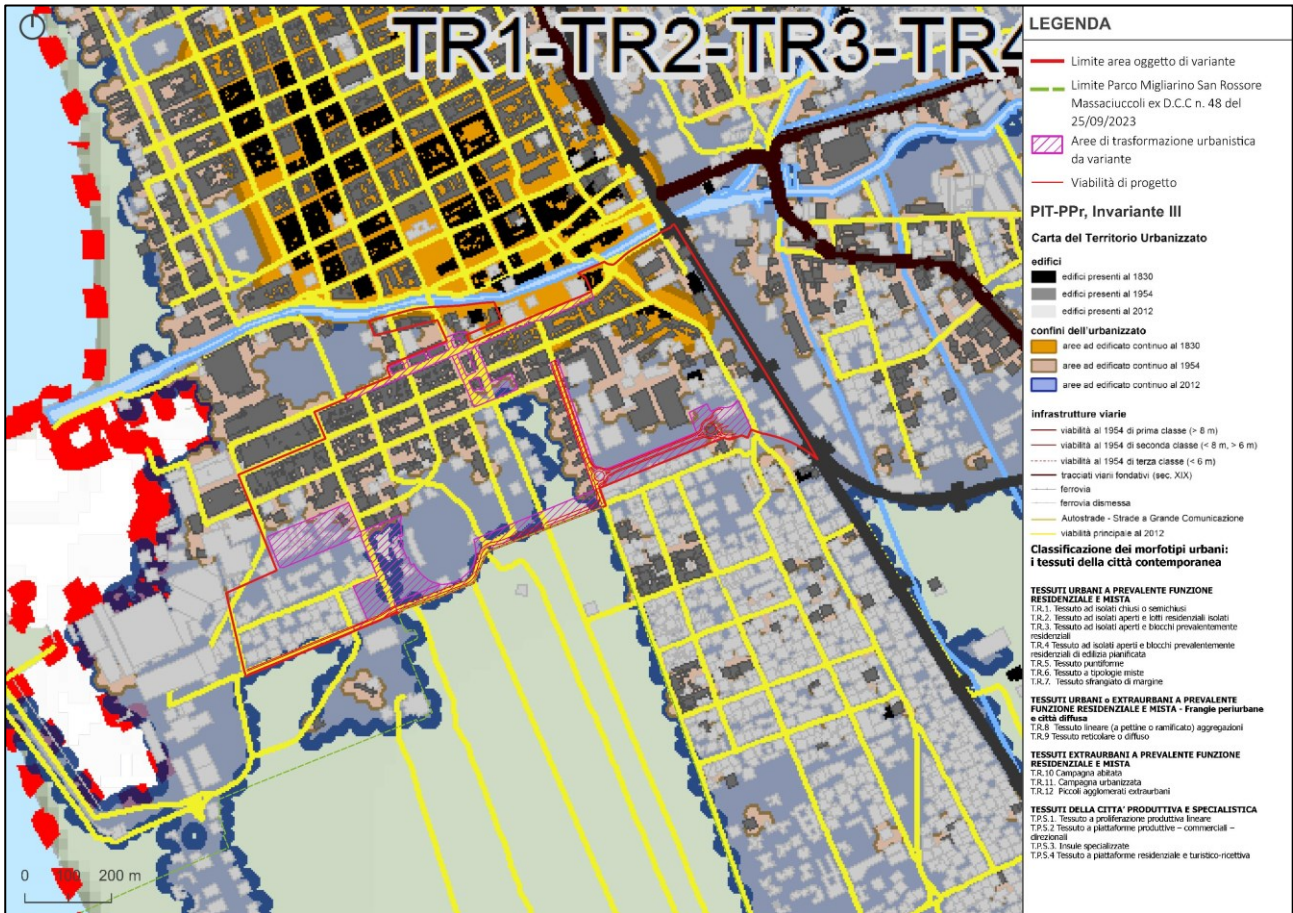 TR1-TR2-TR3-TR4
0 100 200 m
LEGENDA
Limite area oggetto di variante
Limite Parco Migliarino San Rossore
Massaciuccoli ex D.C.C n. 48 del
25/09/2023
Aree di trasformazione urbanistica
da variante
Viabilità di progetto
PIT-PPr, Invariante III
Carta del Territorio Urbanizzato
edifici
edifici presenti al 1830
edifici presenti al 1954
edifici presenti al 2012
confini dell'urbanizzato
aree ad edificato continuo al 1830
aree ad edificato continuo al 1954
aree ad edificato continuo al 2012
infrastrutture viarie
viabilità al 1954 di prima classe (> 8 m)
viabilità al 1954 di seconda classe (< 8 m, > 6 m)
viabilità al 1954 di terza classe (< 6 m)
tracciati viarii fondativi (sec. XIX)
ferrovia
ferrovia dismessa
Autostrade - Strade a Grande Comunicazione
viabilità principale al 2012
Classificazione dei morfotipi urbani:
i tessuti della città contemporanea
TESSUTI URBANI A PREVALENTE FUNZIONE
RESIDENZIALE E MISTA
T.R.1. Tessuto ad isolati chiusi o semichiusi
T.R.2. Tessuto ad isolati aperti e lotti residenziali isolati
T.R.3. Tessuto ad isolati aperti e blocchi prevalentemente
residenziali
T.R.4 Tessuto ad isolati aperti e blocchi prevalentemente
residenziali di edilizia pianificata
T.R.5. Tessuto puntiforme
T.R.6. Tessuto a tipologie miste
T.R.7. Tessuto sfrangiato di margine
TESSUTI URBANI o EXTRAURBANI A PREVALENTE
FUNZIONE RESIDENZIALE E MISTA - Frangie periurbane
e città diffusa
T.R.8 Tessuto lineare (a pettine o ramificato) aggregazioni
T.R.9 Tessuto reticolare o diffuso
TESSUTI EXTRAURBANI A PREVALENTE FUNZIONE
RESIDENZIALE E MISTA
T.R.10 Campagna abitata
T.R.11. Campagna urbanizzata
T.R.12 Piccoli agglomerati extraurbani
TESSUTI DELLA CITTA' PRODUTTIVA E SPECIALISTICA
T.P.S.1. Tessuto a proliferazione produttiva lineare
T.P.S.2 Tessuto a piattaforme produttive – commerciali –
direzionali
T.P.S.3. Insule specializzate
T.P.S.4 Tessuto a piattaforme residenziale e turistico-ricettiva